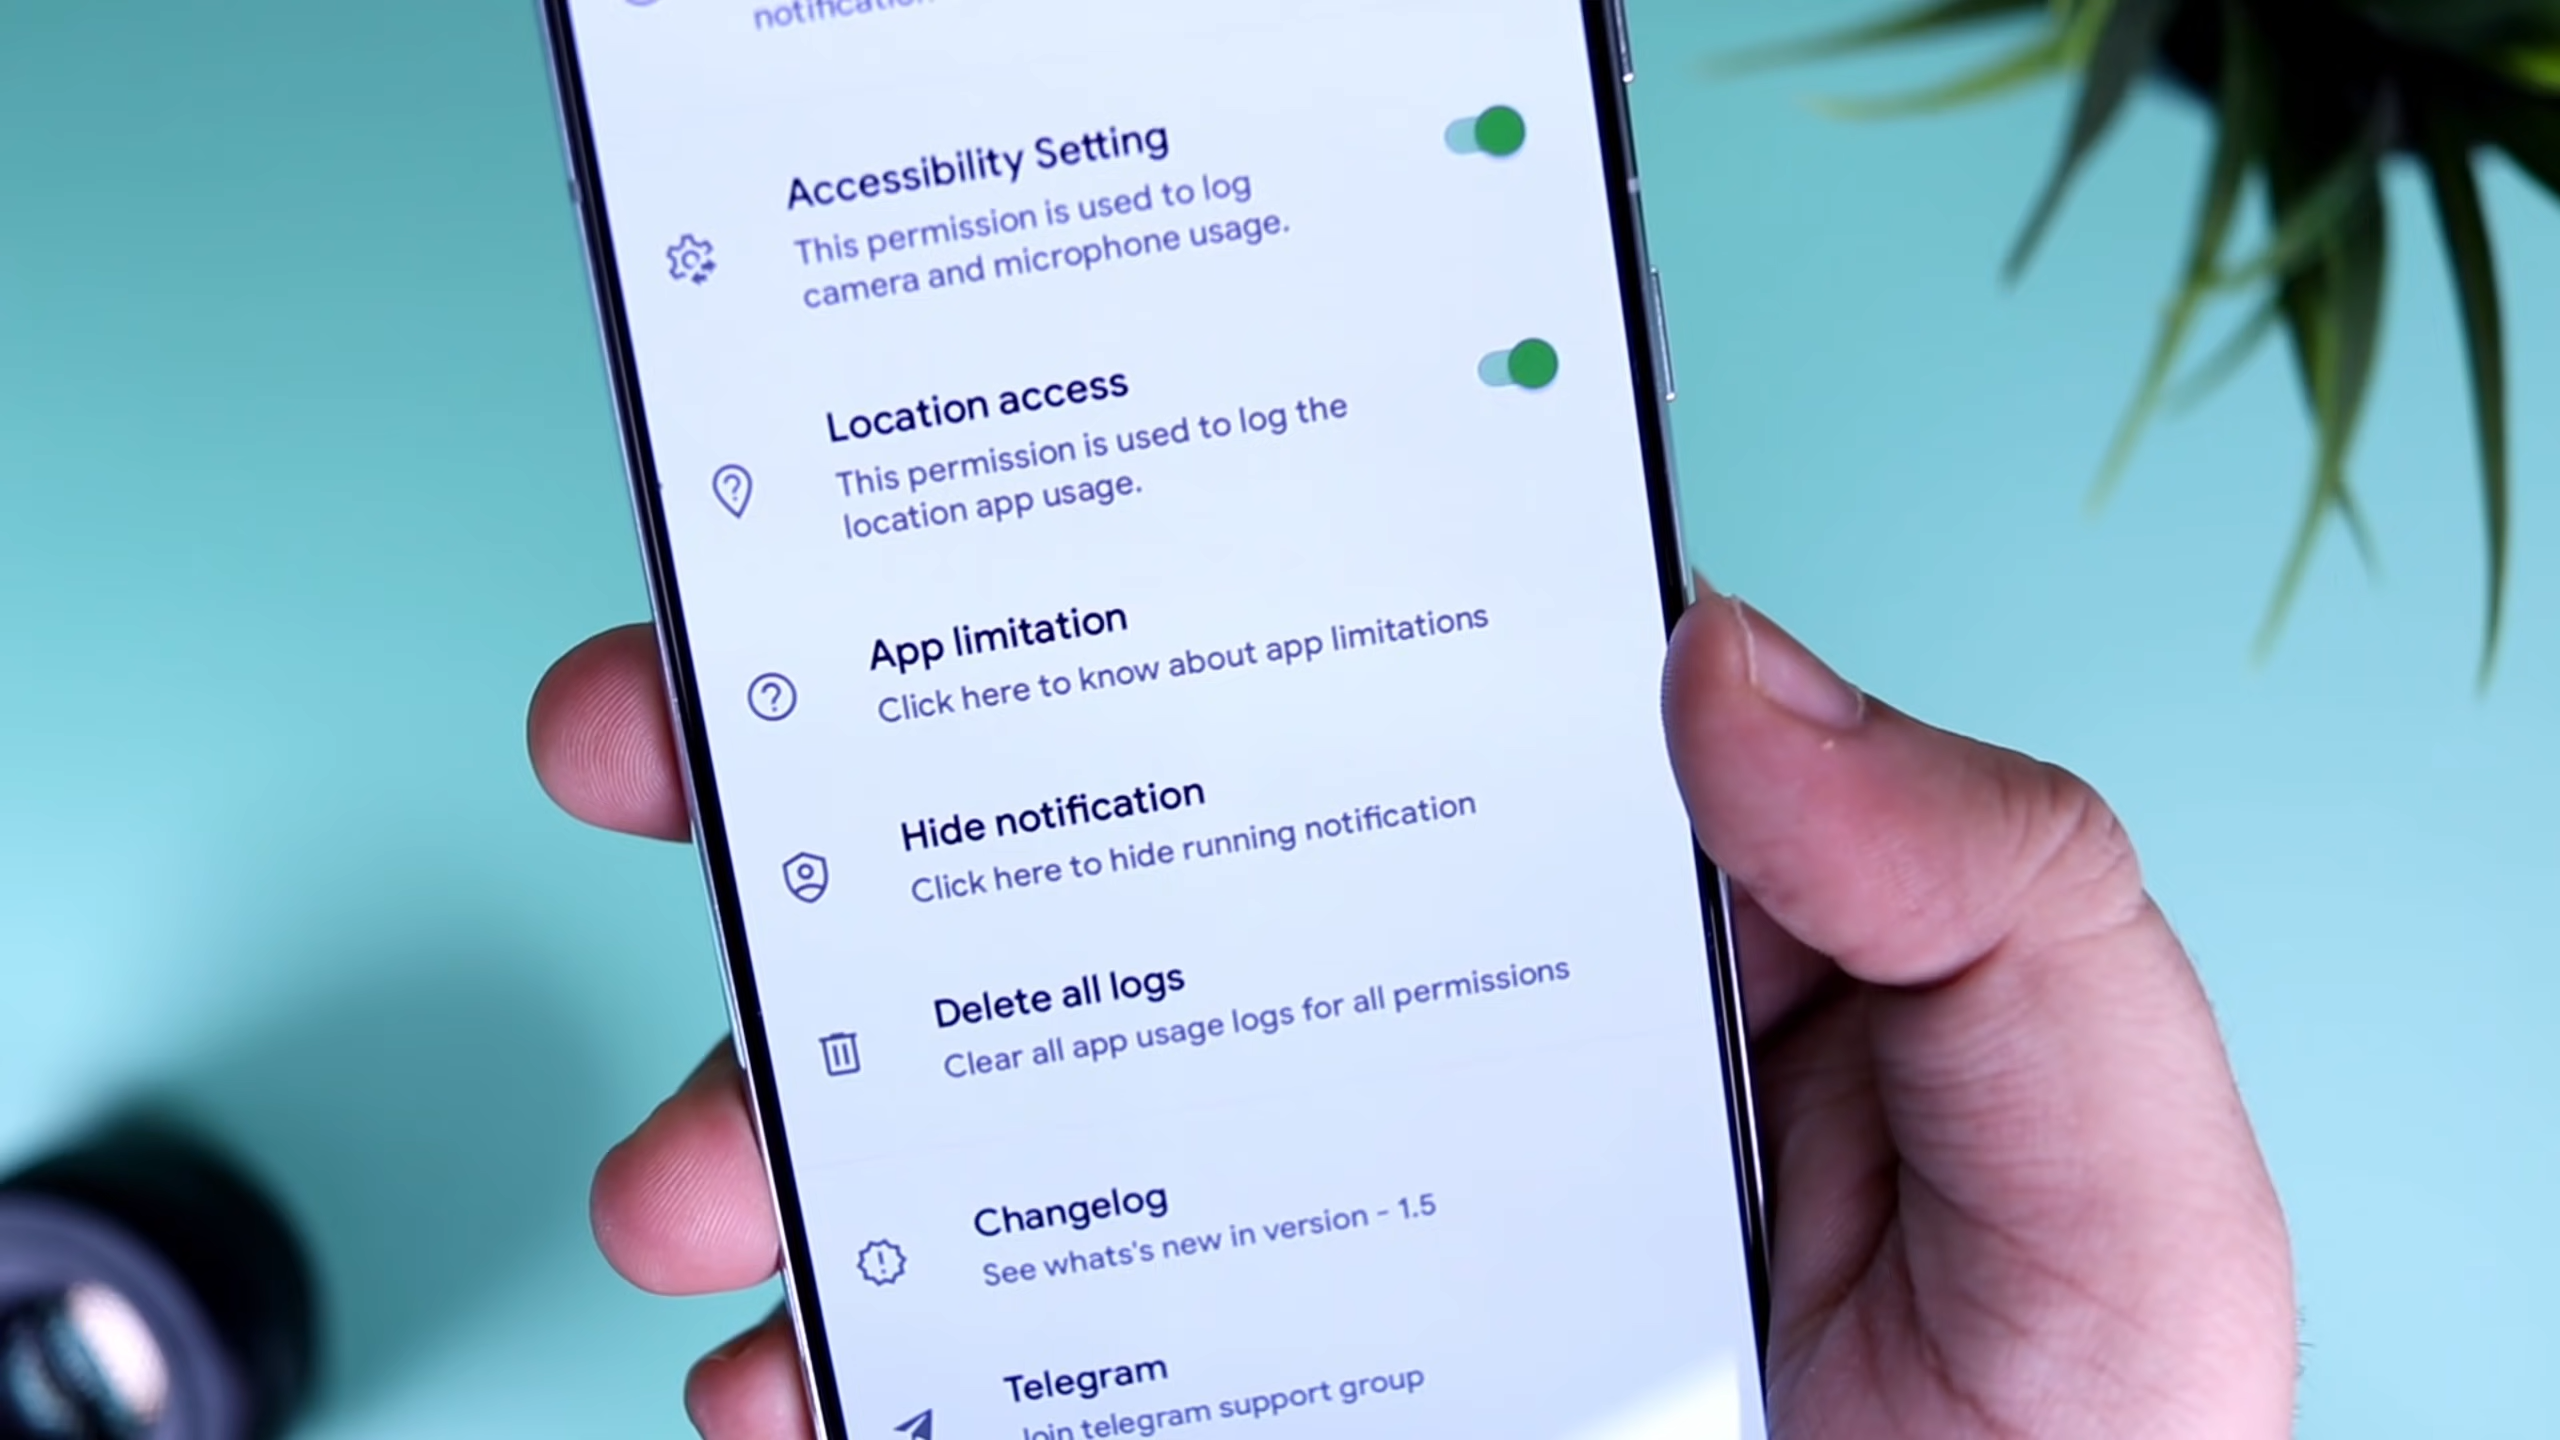 notification
Accessibility Setting
This permission is used to log
camera and microphone usage.
Location access
This permission is used to log the
location app usage.
App limitation
Click here to know about app limitations
Hide notification
Click here to hide running notification
Delete all logs
Clear all app usage logs for all permissions
Changelog
See whats's new in version - 1.5
Telegram
Join telegram support group